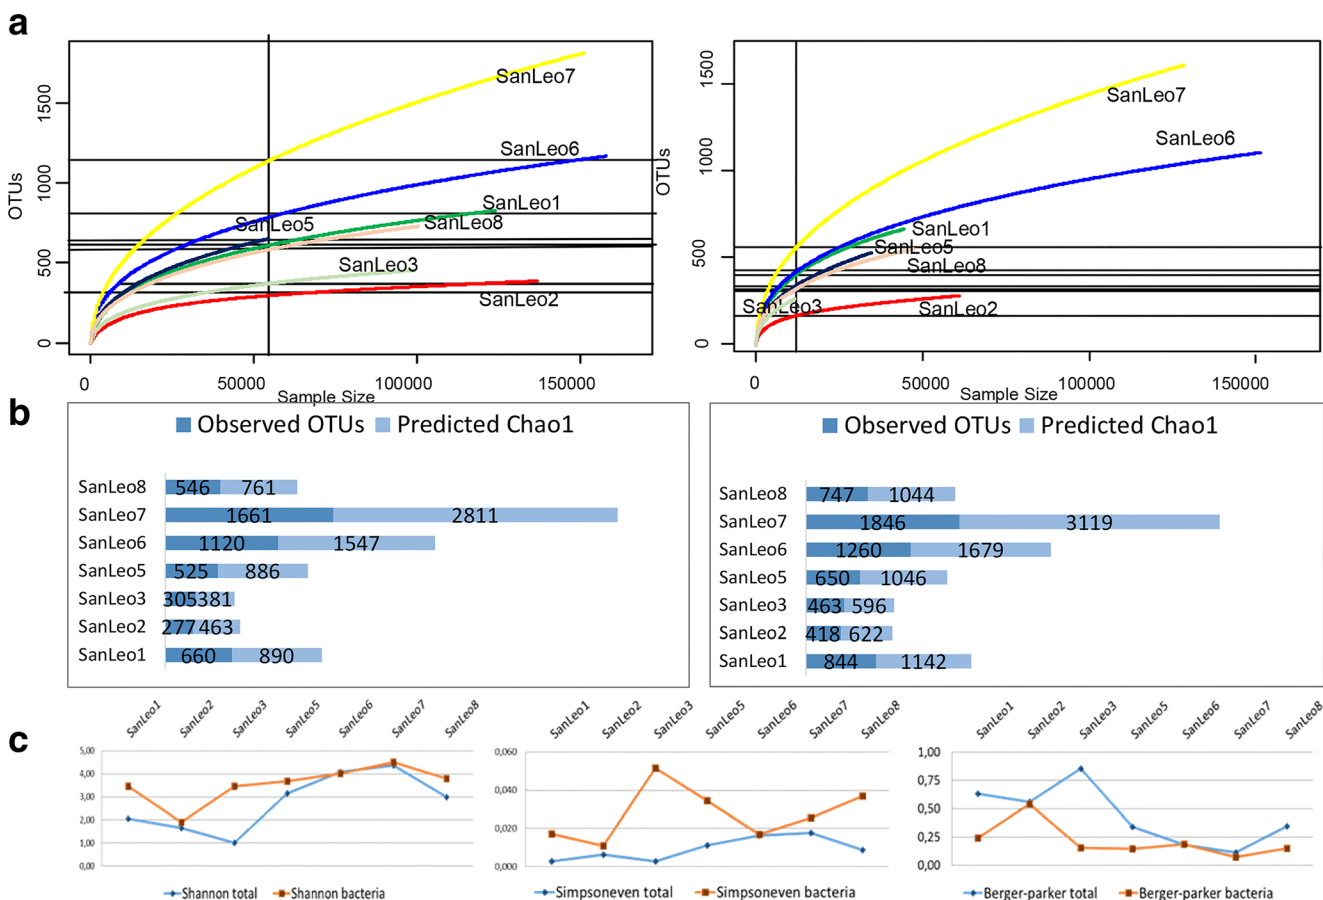 a
OTUs
1500
1000
500
0
SanLeo7
SanLeo6
SanLeo1
SanLeo5
SanLeo8
SanLeo3
SanLeo2
0 50000 100000 150000
Sample Size
OTUs
1500
1000
500
0
SanLeo7
SanLeo6
SanLeo1
SanLeo5
SanLeo8
SanLeo3
SanLeo2
0 50000 100000 150000
Sample Size
b
Observed OTUs Predicted Chao1
SanLeo8 546 761
SanLeo7 1661 2811
SanLeo6 1120 1547
SanLeo5 525 886
SanLeo3 305 381
SanLeo2 277 463
SanLeo1 660 890
Observed OTUs Predicted Chao1
SanLeo8 747 1044
SanLeo7 1846 3119
SanLeo6 1260 1679
SanLeo5 650 1046
SanLeo3 463 596
SanLeo2 418 622
SanLeo1 844 1142
c
SanLeo1 SanLeo2 SanLeo3 SanLeo5 SanLeo6 SanLeo7 SanLeo8
5,00
4,00
3,00
2,00
1,00
0,00
Shannon total Shannon bacteria
SanLeo1 SanLeo2 SanLeo3 SanLeo5 SanLeo6 SanLeo7 SanLeo8
0,060
0,040
0,020
0,000
Simpsoneven total Simpsoneven bacteria
SanLeo1 SanLeo2 SanLeo3 SanLeo5 SanLeo6 SanLeo7 SanLeo8
1,00
0,75
0,50
0,25
0,00
Berger-parker total Berger-parker bacteria